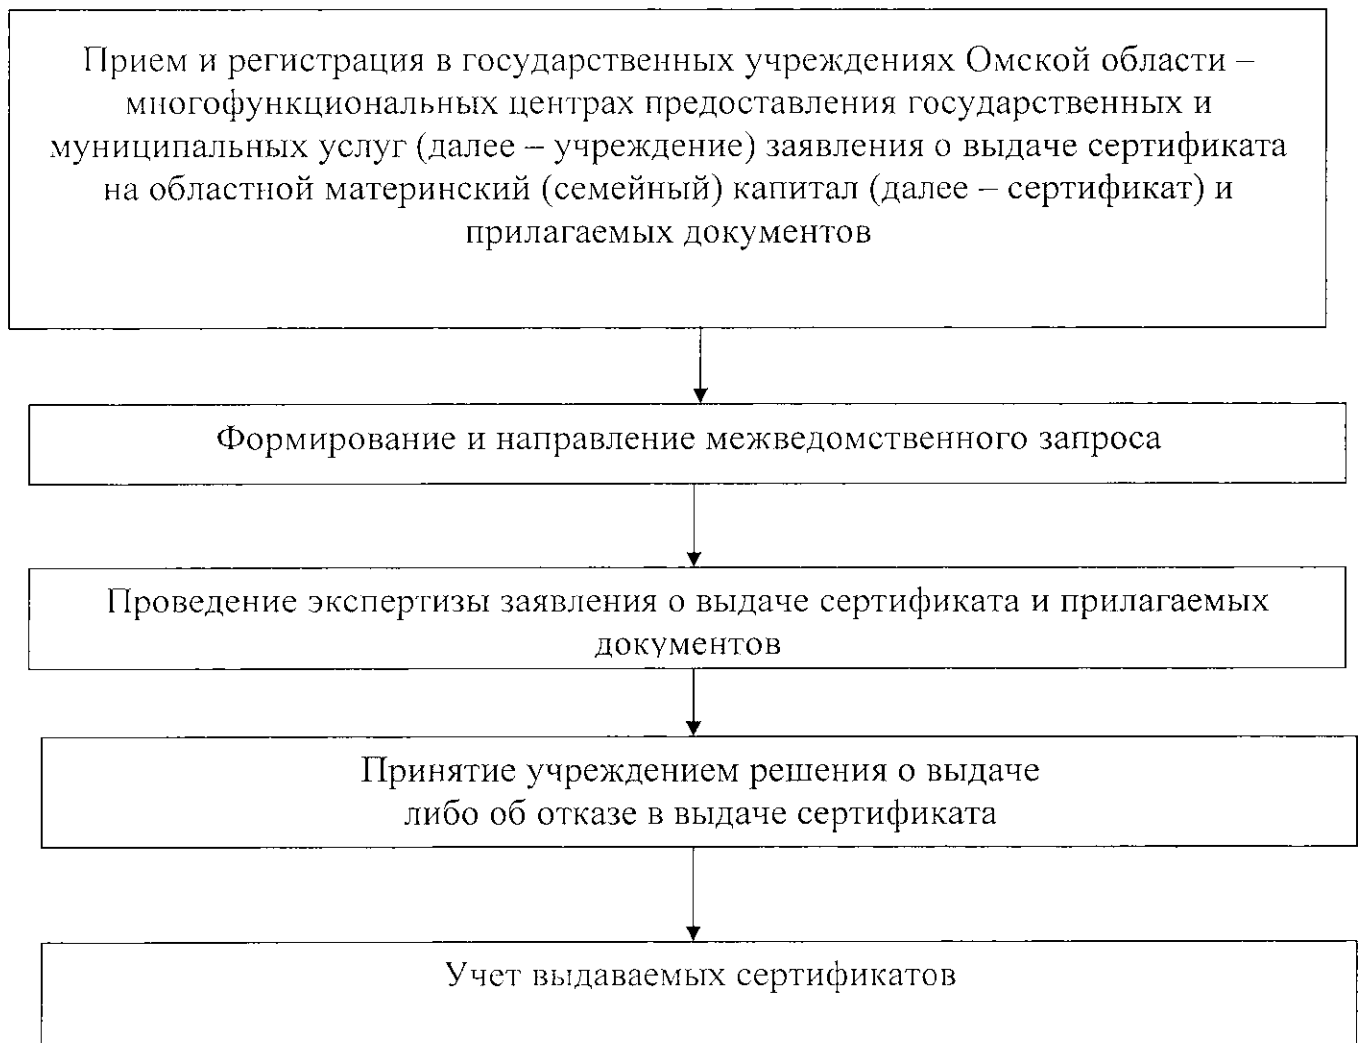 Прием и регистрация в государственных учреждениях Омской области –
многофункциональных центрах предоставления государственных и
муниципальных услуг (далее – учреждение) заявления о выдаче сертификата
на областной материнский (семейный) капитал (далее – сертификат) и
прилагаемых документов
Формирование и направление межведомственного запроса
Проведение экспертизы заявления о выдаче сертификата и прилагаемых
документов
Принятие учреждением решения о выдаче
либо об отказе в выдаче сертификата
Учет выдаваемых сертификатов